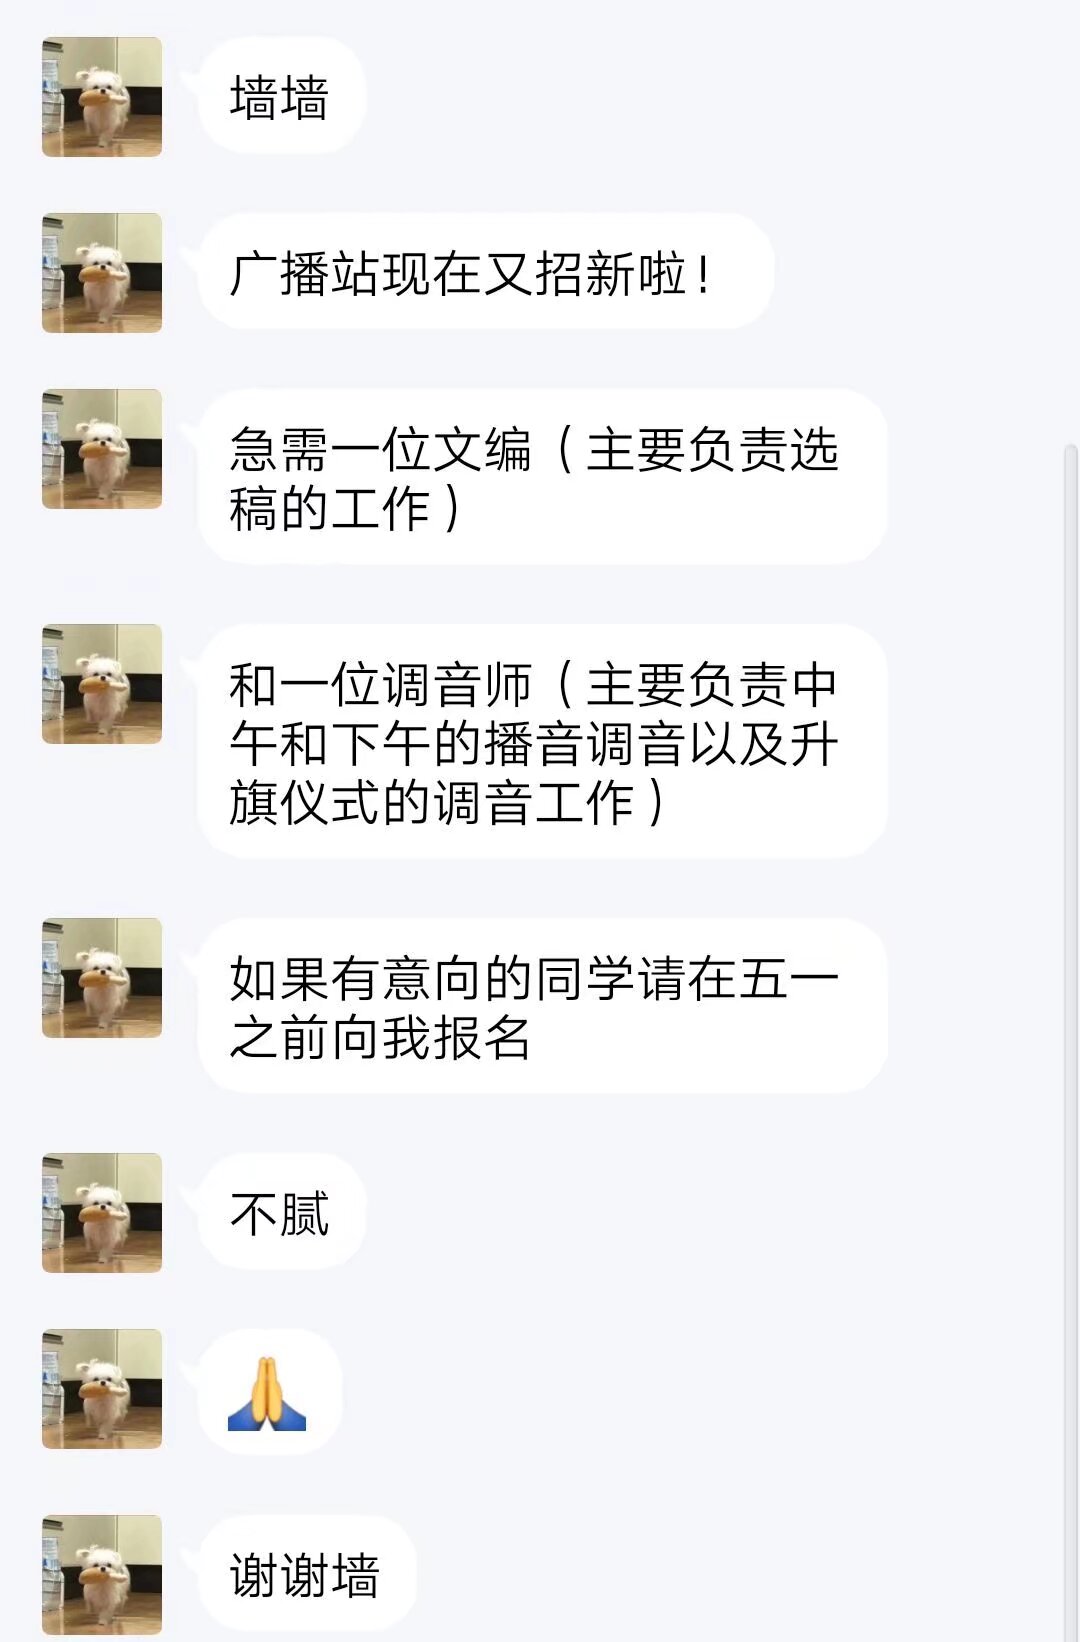 墙墙
广播站现在又招新啦！
急需一位文编（主要负责选
稿的工作）
和一位调音师（主要负责中
午和下午的播音调音以及升
旗仪式的调音工作）
如果有意向的同学请在五一
之前向我报名
不腻
🙏
谢谢墙